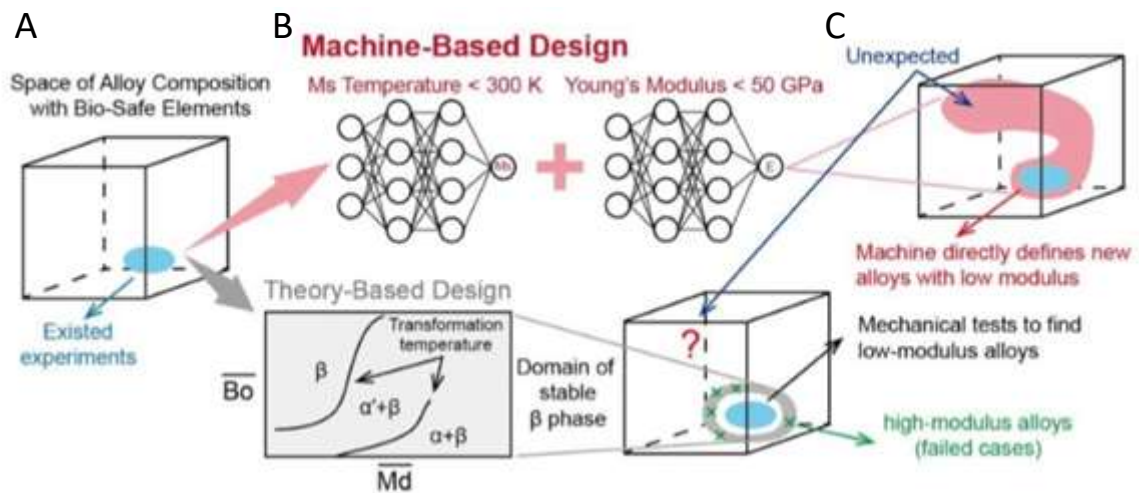 A
B
C
Machine-Based Design
Space of Alloy Composition
with Bio-Safe Elements
Ms Temperature < 300 K
Young's Modulus < 50 GPa
Unexpected
Ms
E
Existed
experiments
Machine directly defines new
alloys with low modulus
Theory-Based Design
Transformation
temperature
β
α'+β
α+β
Bo
Md
Domain of
stable
β phase
?
Mechanical tests to find
low-modulus alloys
high-modulus alloys
(failed cases)